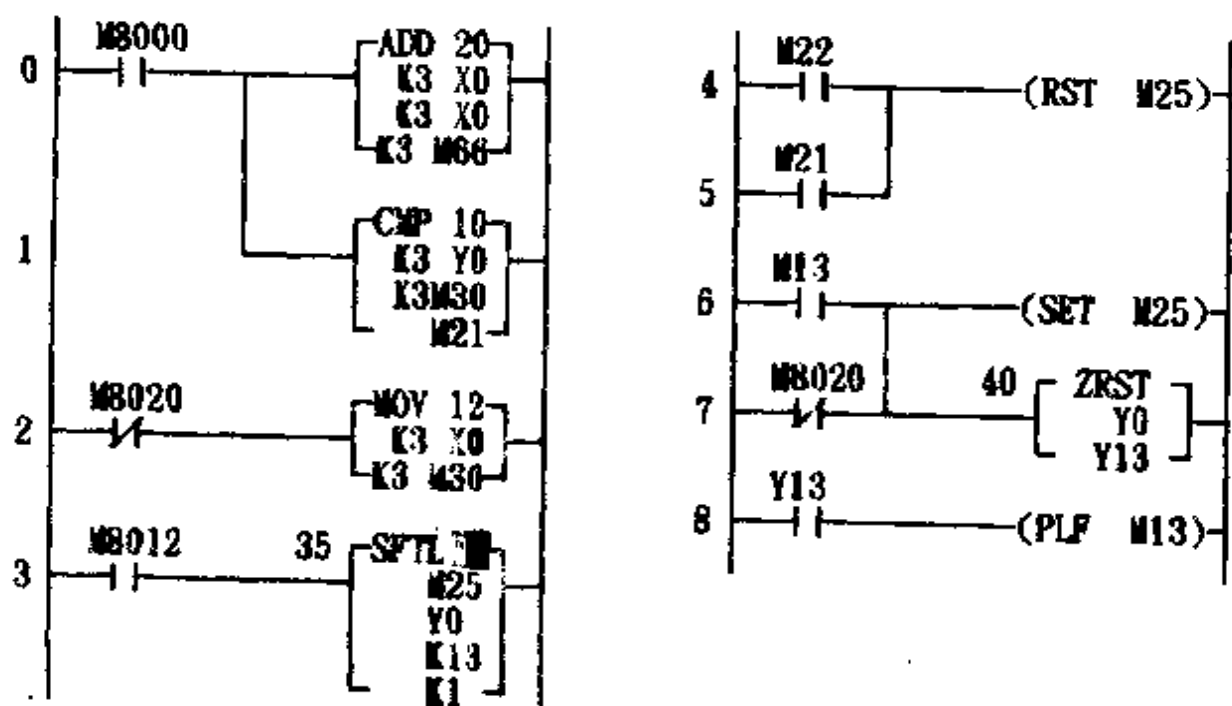 M8000
0
ADD 20
K3 X0
K3 X0
K3 M66
1
CMP 10
K3 Y0
K3M30
M21
M8020
2
MOV 12
K3 X0
K3 M30
M8012
3
35
SFTL
M25
Y0
K13
K1
M22
4
(RST M25)
M21
5
M13
6
(SET M25)
M8020
7
40
ZRST
Y0
Y13
Y13
8
(PLF M13)